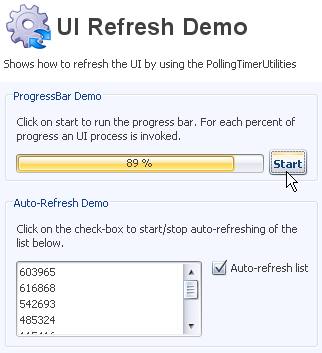 UI Refresh Demo
Shows how to refresh the UI by using the PollingTimerUtilities
ProgressBar Demo
Click on start to run the progress bar. For each percent of
progress an UI process is invoked.
89 %
Start
Auto-Refresh Demo
Click on the check-box to start/stop auto-refreshing of the
list below.
603965
Auto-refresh list
616868
542693
485324